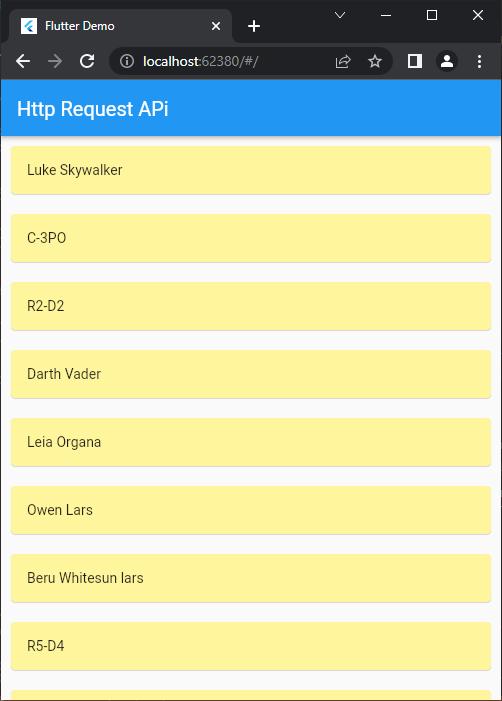 Flutter Demo
localhost:62380/#/
Http Request APi
Luke Skywalker
C-3PO
R2-D2
Darth Vader
Leia Organa
Owen Lars
Beru Whitesun lars
R5-D4